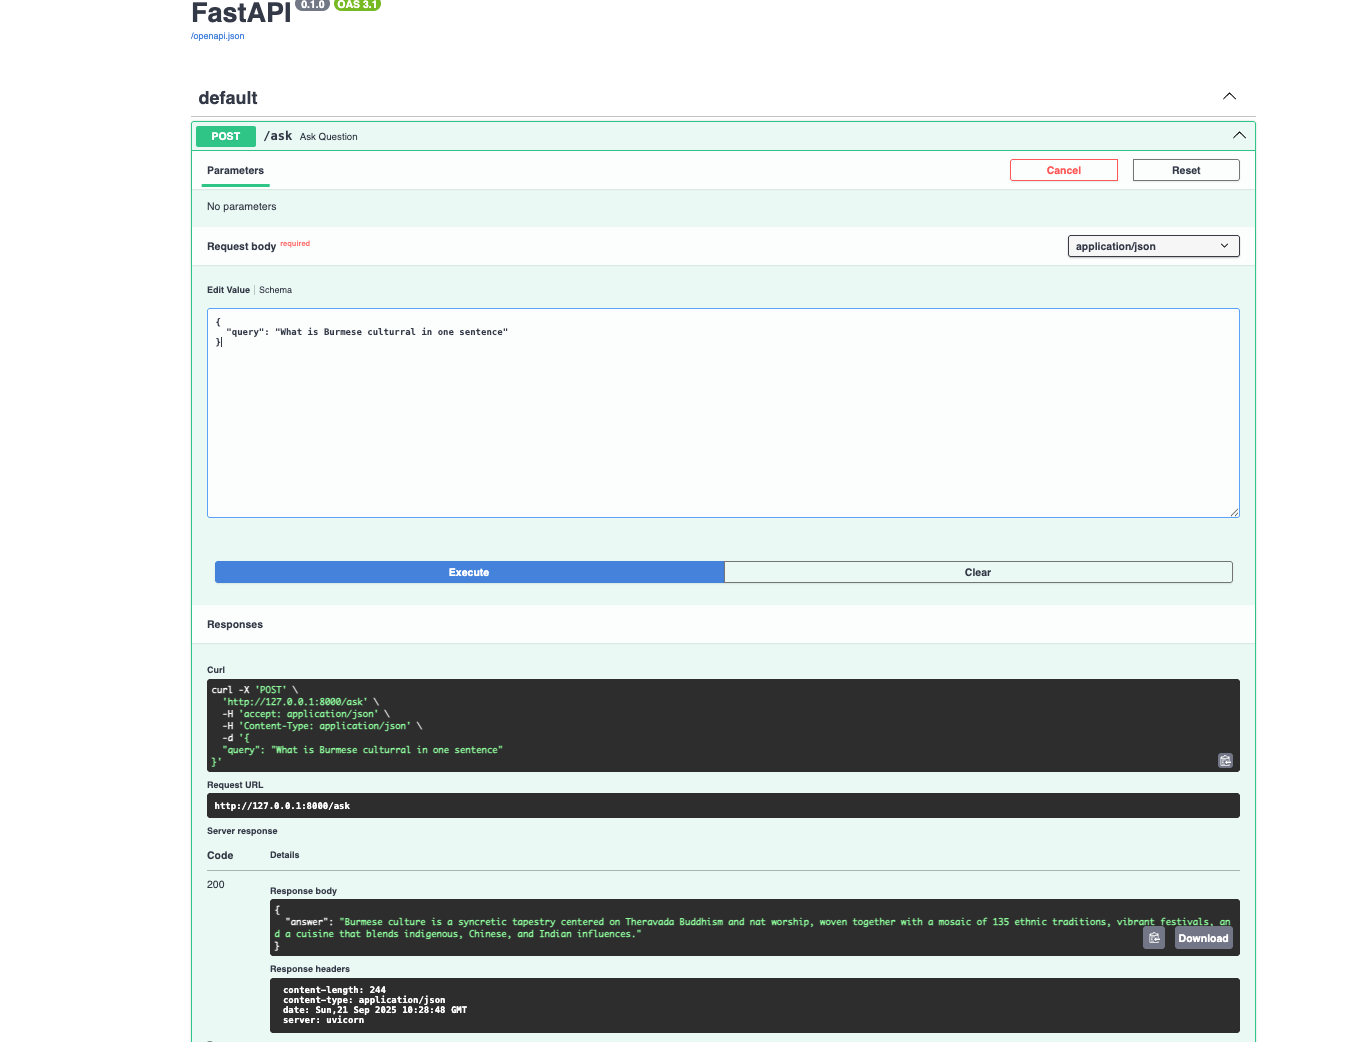 FastAPI 0.1.0 OAS 3.1
/openapi.json
default
POST /ask Ask Question
Parameters Cancel Reset
No parameters
Request body required application/json
Edit Value Schema
{
"query": "What is Burmese culturral in one sentence"
}
Execute Clear
Responses
Curl
curl -X 'POST' \
'http://127.0.0.1:8000/ask' \
-H 'accept: application/json' \
-H 'Content-Type: application/json' \
-d '{
"query": "What is Burmese culturral in one sentence"
}'
Request URL
http://127.0.0.1:8000/ask
Server response
Code Details
200
Response body
{
"answer": "Burmese culture is a syncretic tapestry centered on Theravada Buddhism and nat worship, woven together with a mosaic of 135 ethnic traditions, vibrant festivals, an
d a cuisine that blends indigenous, Chinese, and Indian influences."
}
Download
Response headers
content-length: 244
content-type: application/json
date: Sun,21 Sep 2025 10:28:48 GMT
server: uvicorn